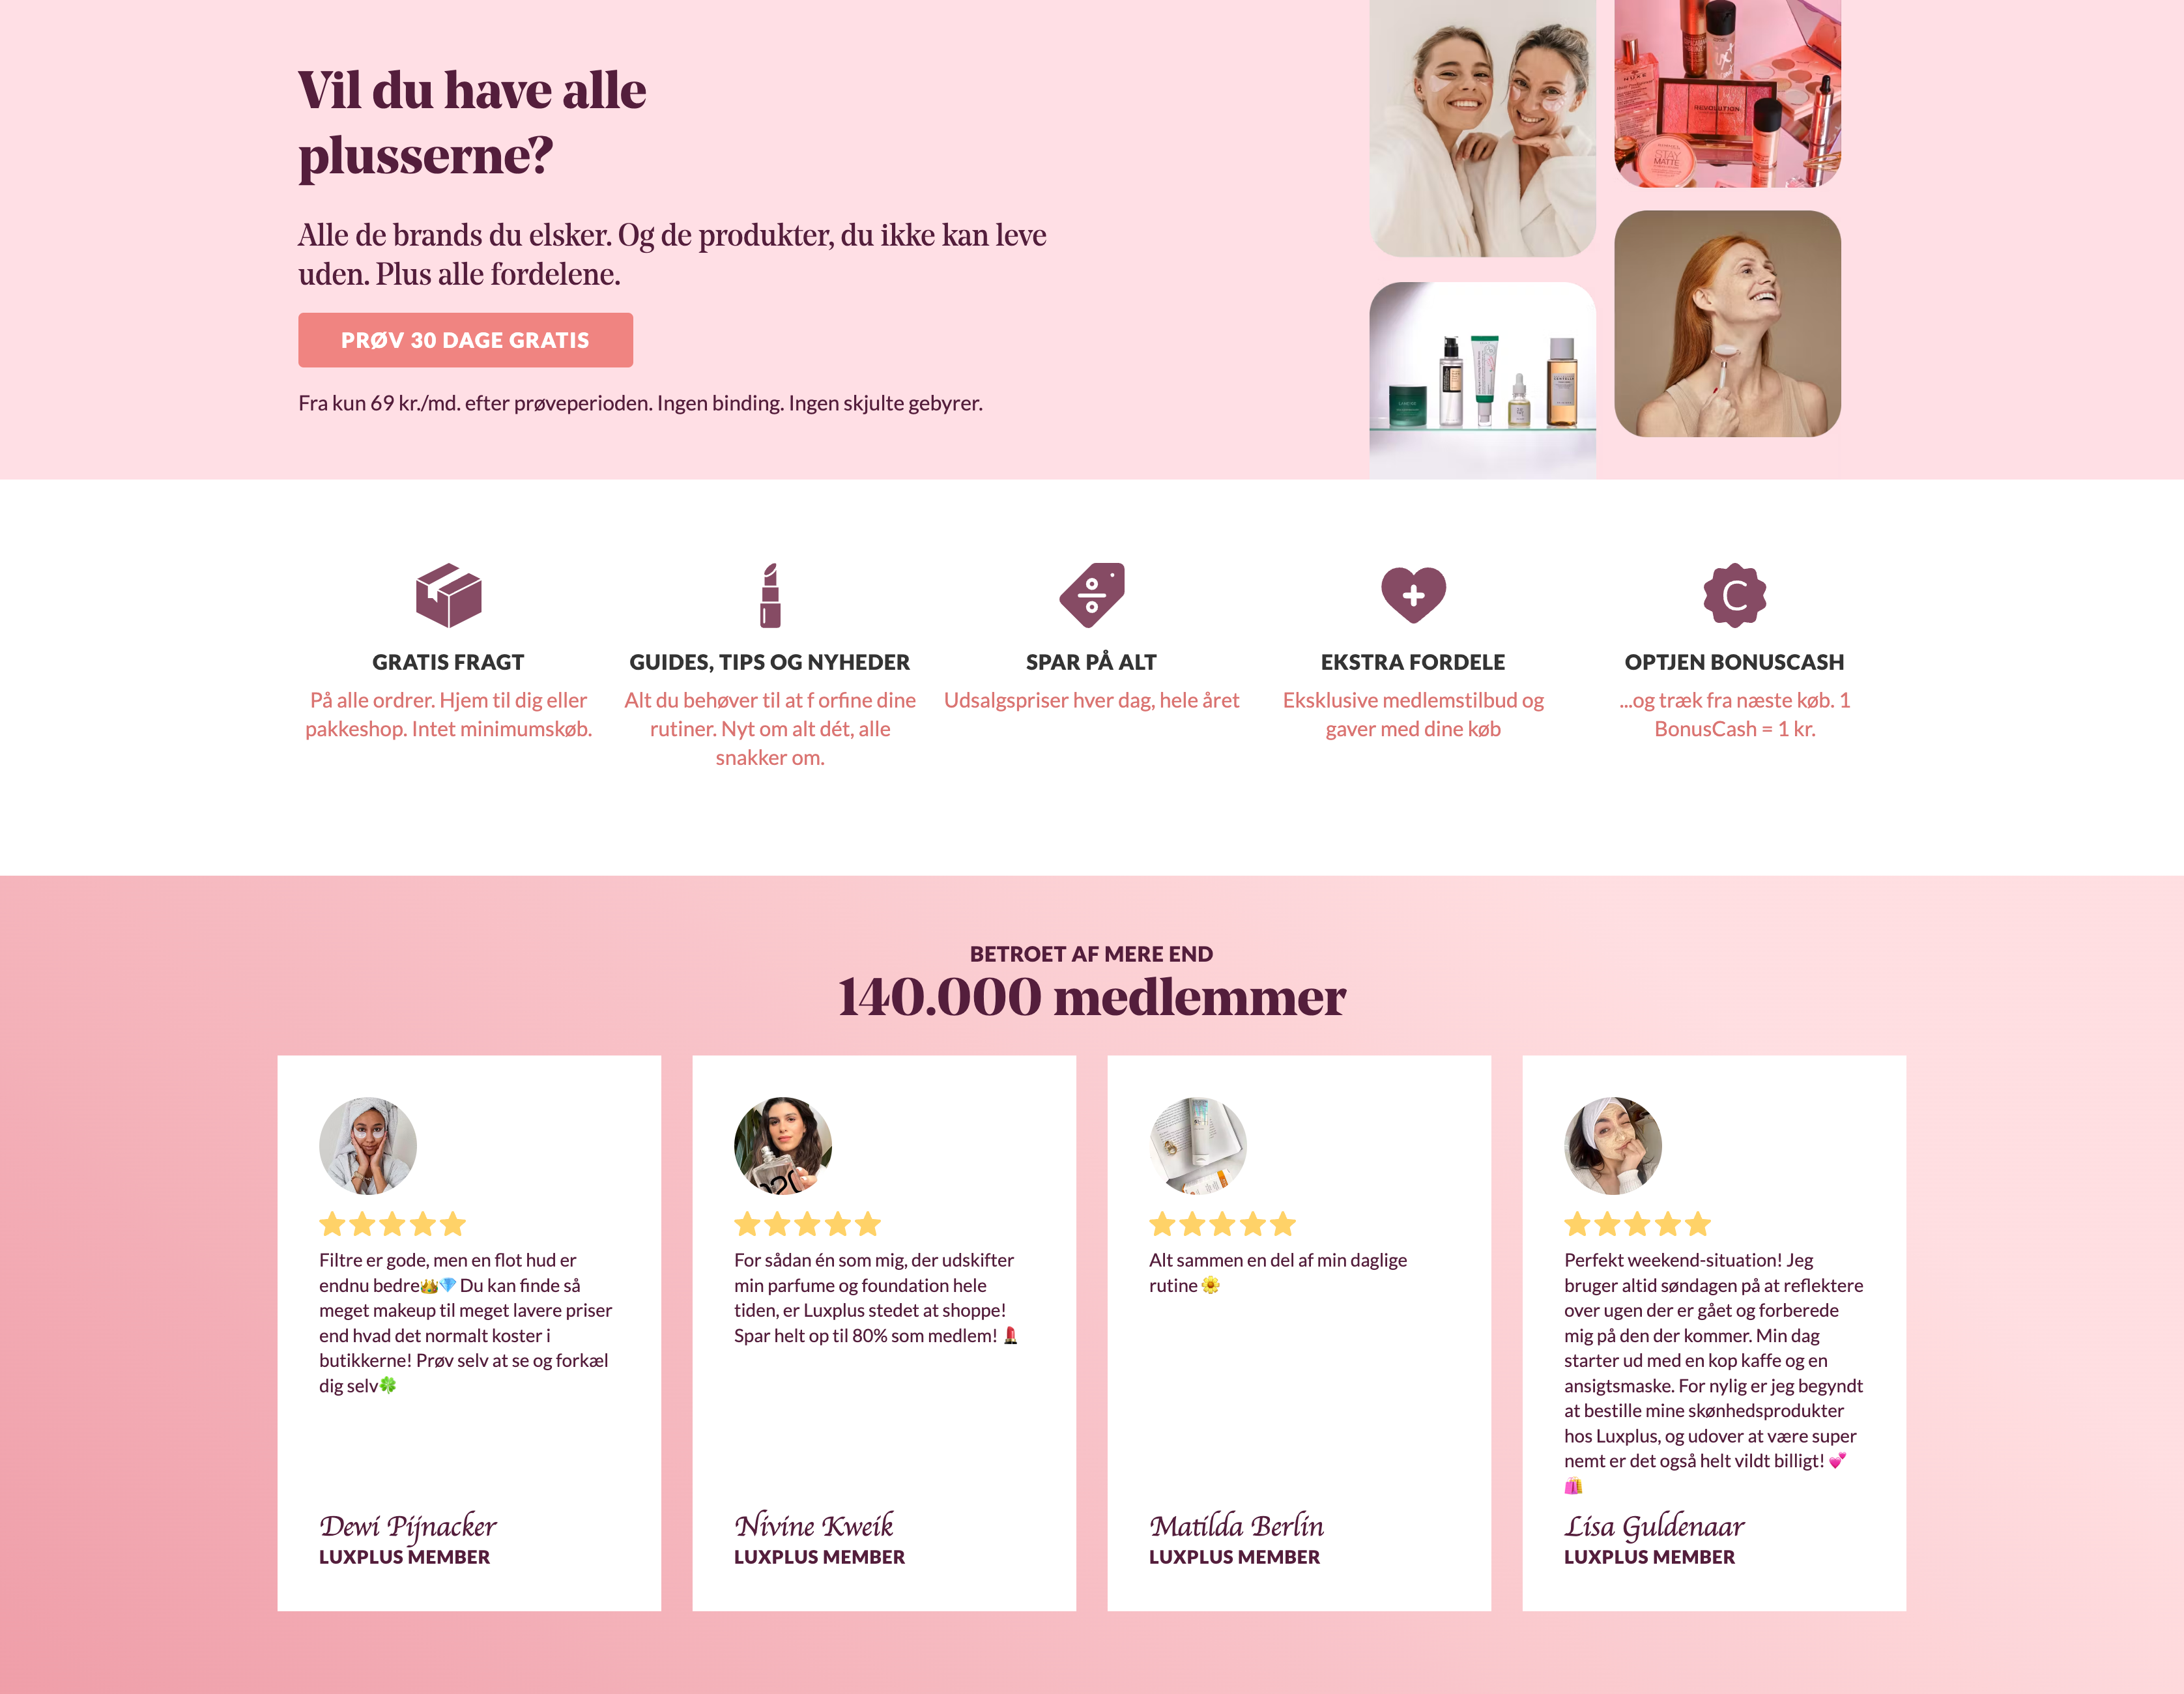 Vil du have alle
plusserne?
Alle de brands du elsker. Og de produkter, du ikke kan leve
uden. Plus alle fordelene.
PRØV 30 DAGE GRATIS
Fra kun 69 kr./md. efter prøveperioden. Ingen binding. Ingen skjulte gebyrer.
NUXE
REVOLUTION
STAY
MATTE
GRATIS FRAGT
På alle ordrer. Hjem til dig eller
pakkeshop. Intet minimumskøb.
GUIDES, TIPS OG NYHEDER
Alt du behøver til at f orfine dine
rutiner. Nyt om alt dét, alle
snakker om.
SPAR PÅ ALT
Udsalgspriser hver dag, hele året
EKSTRA FORDELE
Eksklusive medlemstilbud og
gaver med dine køb
C
OPTJEN BONUSCASH
...og træk fra næste køb. 1
BonusCash = 1 kr.
BETROET AF MERE END
140.000 medlemmer
Filtre er gode, men en flot hud er
endnu bedre👑💎 Du kan finde så
meget makeup til meget lavere priser
end hvad det normalt koster i
butikkerne! Prøv selv at se og forkæl
dig selv🍀
Dewi Pijnacker
LUXPLUS MEMBER
For sådan én som mig, der udskifter
min parfume og foundation hele
tiden, er Luxplus stedet at shoppe!
Spar helt op til 80% som medlem! 💄
Nivine Kweik
LUXPLUS MEMBER
Alt sammen en del af min daglige
rutine 🌼
Matilda Berlin
LUXPLUS MEMBER
Perfekt weekend-situation! Jeg
bruger altid søndagen på at reflektere
over ugen der er gået og forberede
mig på den der kommer. Min dag
starter ud med en kop kaffe og en
ansigtsmaske. For nylig er jeg begyndt
at bestille mine skønhedsprodukter
hos Luxplus, og udover at være super
nemt er det også helt vildt billigt! 💕
🛍️
Lisa Guldenaar
LUXPLUS MEMBER